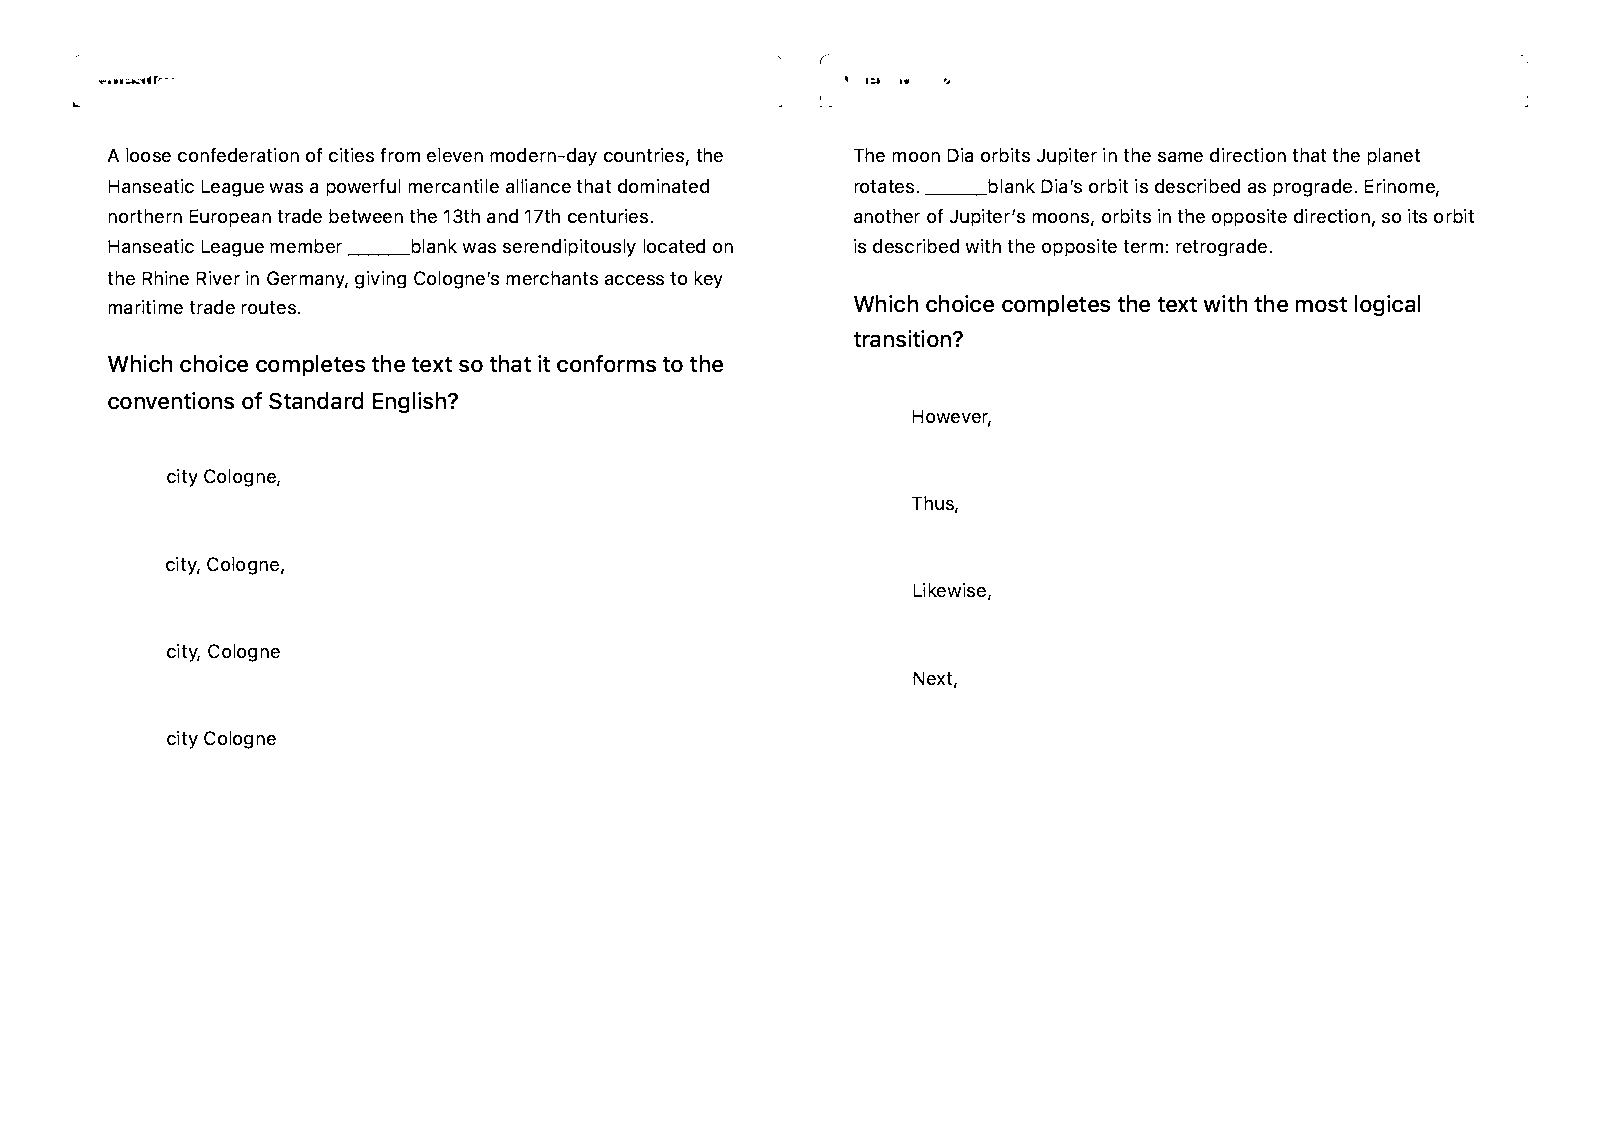 A loose confederation of cities from eleven modern-day countries, the
Hanseatic League was a powerful mercantile alliance that dominated
northern European trade between the 13th and 17th centuries.
Hanseatic League member ______blank was serendipitously located on
the Rhine River in Germany, giving Cologne's merchants access to key
maritime trade routes.
Which choice completes the text so that it conforms to the
conventions of Standard English?
city Cologne,
city, Cologne,
city, Cologne
city Cologne
The moon Dia orbits Jupiter in the same direction that the planet
rotates. ______blank Dia's orbit is described as prograde. Erinome,
another of Jupiter's moons, orbits in the opposite direction, so its orbit
is described with the opposite term: retrograde.
Which choice completes the text with the most logical
transition?
However,
Thus,
Likewise,
Next,